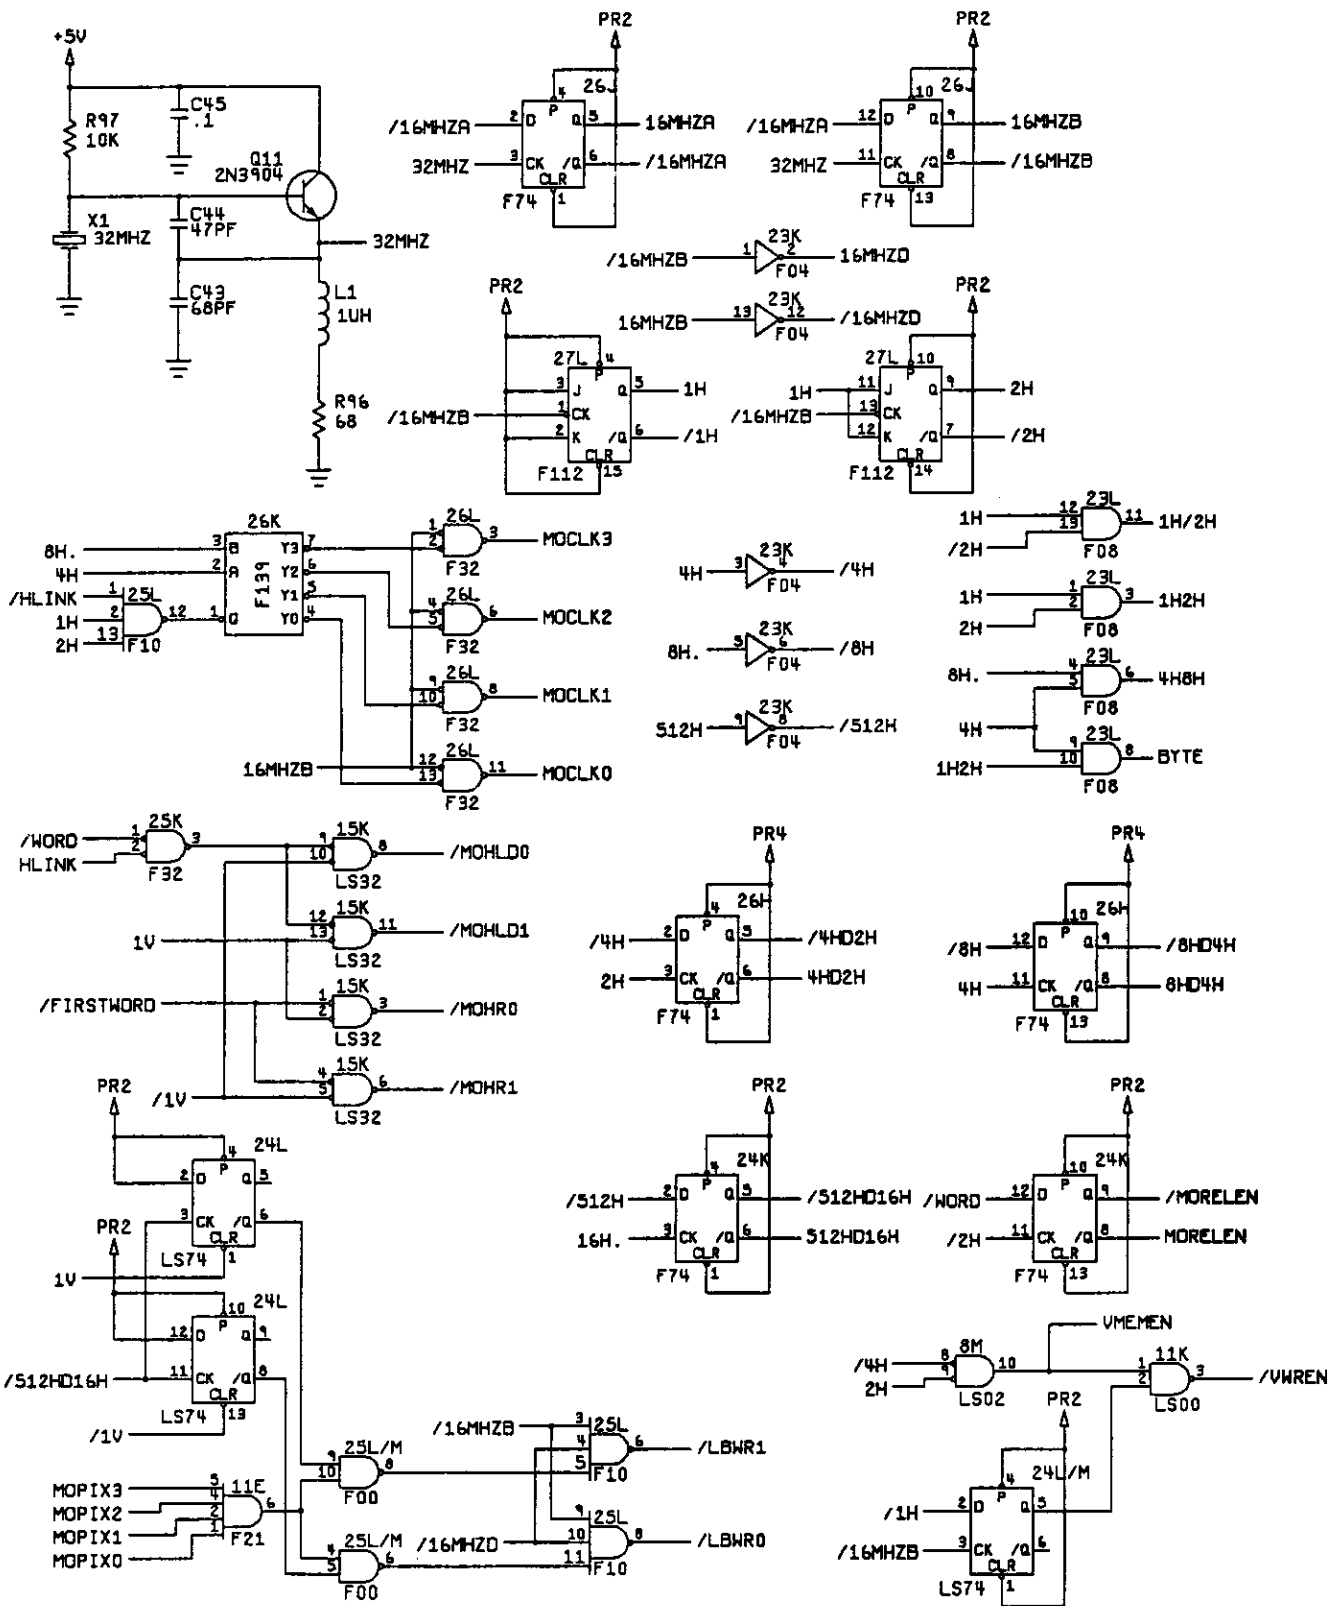 +5V
R97
10K
C45
.1
Q11
2N3904
C44
47PF
X1
32MHZ
32MHZ
C43
68PF
L1
1UH
R96
68
PR2
26J
/16MHZA 2 D P 4 Q 5 16MHZA
32MHZ 3 CK /Q 6 /16MHZA
CLR
F74 1
PR2
26J
/16MHZA 12 D P 10 Q 9 16MHZB
32MHZ 11 CK /Q 8 /16MHZB
CLR
F74 13
23K
/16MHZB 1 2 16MHZD
F04
23K
16MHZB 13 12 /16MHZD
F04
PR2
27L 4
P
3 J Q 5 1H
/16MHZB 1 CK
2 K /Q 6 /1H
CLR
F112 15
PR2
27L 10
P
1H 11 J Q 9 2H
/16MHZB 13 CK
12 K /Q 7 /2H
CLR
F112 14
26K
8H. 3 B Y3 7
4H 2 A Y2 6
F139
Y1 5
G Y0 4
/HLINK 1 25L
1H 2 12 1
2H 13 F10
26L
1 2 3 MOCLK3
F32
26L
4 5 6 MOCLK2
F32
26L
9 10 8 MOCLK1
F32
26L
16MHZB 12 13 11 MOCLK0
F32
23K
4H 3 4 /4H
F04
23K
8H. 5 6 /8H
F04
23K
512H 9 8 /512H
F04
23L
1H 12 11 1H/2H
/2H 13
F08
23L
1H 1 3 1H2H
2H 2
F08
23L
8H. 4 6 4H8H
5
F08
4H
23L
9 8 BYTE
1H2H 10
F08
25K
/WORD 1 3
HLINK 2
F32
15K
9 10 8 /MOHLD0
LS32
15K
12 11 /MOHLD1
1V 13
LS32
15K
/FIRSTWORD 1 2 3 /MOHR0
LS32
15K
4 6 /MOHR1
/1V 5
LS32
PR4
26H
4
P
/4H 2 D Q 5 /4HD2H
2H 3 CK /Q 6 4HD2H
CLR
F74 1
PR4
26H
10
P
/8H 12 D Q 9 /8HD4H
4H 11 CK /Q 8 8HD4H
CLR
F74 13
PR2
24L
4
P
2 D Q 5
3 CK /Q 6
CLR
LS74 1
1V
PR2
24L
10
P
12 D Q 9
/512HD16H 11 CK /Q 8
CLR
LS74 13
/1V
PR2
24K
4
P
/512H 2 D Q 5 /512HD16H
16H. 3 CK /Q 6 512HD16H
CLR
F74 1
PR2
24K
10
P
/WORD 12 D Q 9 /MORELEN
/2H 11 CK /Q 8 MORELEN
CLR
F74 13
VMEMEN
8M
/4H 8 10
2H 9
LS02
11K
1 2 3 /VWREN
LS00
PR2
24L/M
4
P
/1H 2 D Q 5
/16MHZB 3 CK /Q 6
CLR
LS74 1
MOPIX3 5 11E
MOPIX2 4 6
MOPIX1 2
MOPIX0 1 F21
25L/M
9 10 8
F00
25L/M
4 5 6
F00
/16MHZB 3 25L
4 6 /LBWR1
5 F10
9 25L
/16MHZD 10 8 /LBWR0
11 F10